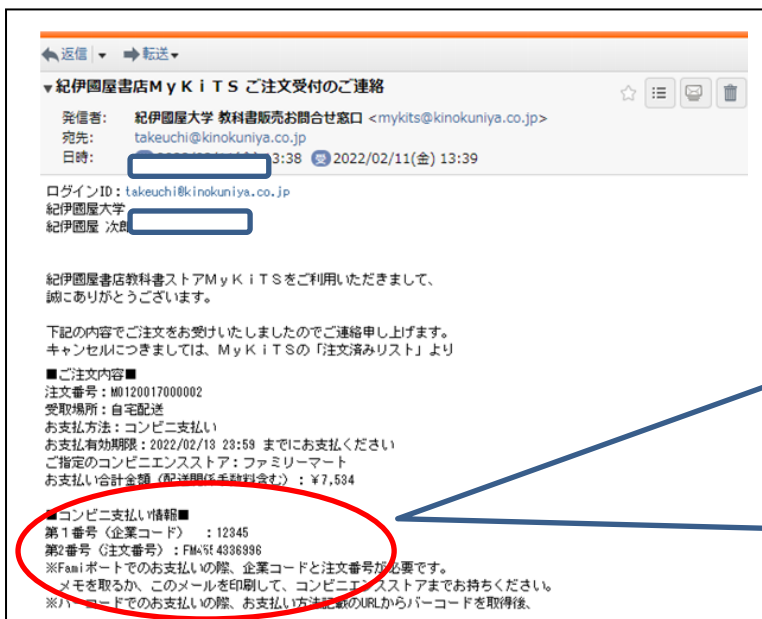 返信 転送
紀伊國屋書店MyKiTS ご注文受付のご連絡
発信者: 紀伊國屋大学 教科書販売お問合せ窓口 <mykits@kinokuniya.co.jp>
宛先: takeuchi@kinokuniya.co.jp
日時: 13:38 受 2022/02/11(金) 13:39
ログインID:takeuchi@kinokuniya.co.jp
紀伊國屋大学
紀伊國屋 次郎
紀伊國屋書店教科書ストアMyKiTSをご利用いただきまして、
誠にありがとうございます。
下記の内容でご注文をお受けいたしましたのでご連絡申し上げます。
キャンセルにつきましては、MyKiTSの「注文済みリスト」より
■ご注文内容■
注文番号:M0120017000002
受取場所:自宅配送
お支払方法:コンビニ支払い
お支払有効期限:2022/02/13 23:59 までにお支払ください
ご指定のコンビニエンスストア:ファミリーマート
お支払い合計金額(配送関係手数料含む):¥7,534
■コンビニ支払い情報■
第1番号(企業コード) :12345
第2番号(注文番号):
※Famiポートでのお支払いの際、企業コードと注文番号が必要です。
メモを取るか、このメールを印刷して、コンビニエンスストアまでお持ちください。
※バーコードでのお支払いの際、お支払い方法記載のURLからバーコードを取得後、